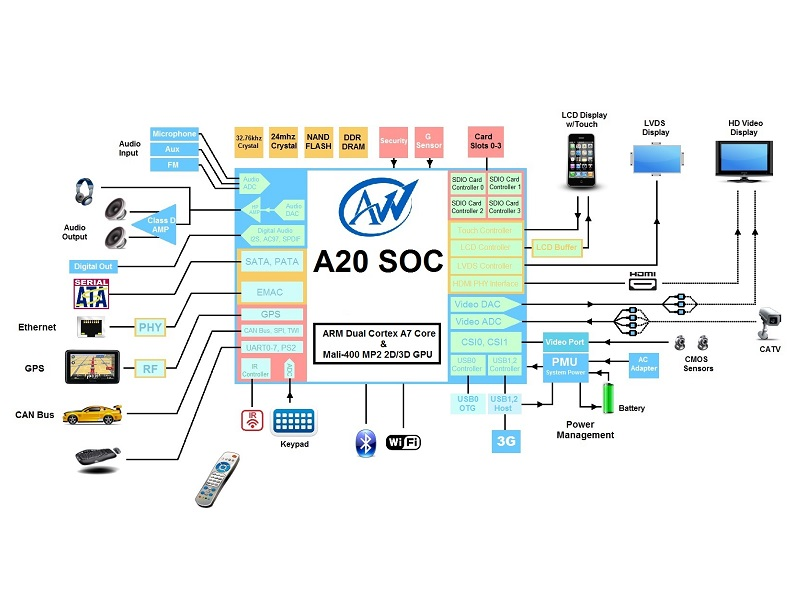 Audio
Input
Microphone
Aux
FM
32.76khz
Crystal
24mhz
Crystal
NAND
FLASH
DDR
DRAM
Security
G
Sensor
Card
Slots 0-3
LCD Display
w/Touch
LVDS
Display
HD Video
Display
Audio
ADC
HP
AMP
Audio
DAC
Class D
AMP
Audio
Output
Digital Audio
I2S, AC97, SPDIF
Digital Out
SERIAL
ATA
SATA, PATA
Ethernet
PHY
EMAC
GPS
RF
GPS
CAN Bus
CAN Bus, SPI, TWI
UART0-7, PS2
IR
Controller
ADC
IR
Keypad
AW
A20 SOC
ARM Dual Cortex A7 Core
&
Mali-400 MP2 2D/3D GPU
SDIO Card
Controller 0
SDIO Card
Controller 1
SDIO Card
Controller 2
SDIO Card
Controller 3
Touch Controller
LCD Controller
LCD Buffer
LVDS Controller
HDMI PHY Interface
HDMI
Video DAC
Video ADC
CSI0, CSI1
Video Port
CMOS
Sensors
CATV
USB0
Controller
USB1,2
Controller
PMU
System Power
AC
Adapter
USB0
OTG
USB1,2
Host
Battery
Power
Management
3G
Wi Fi